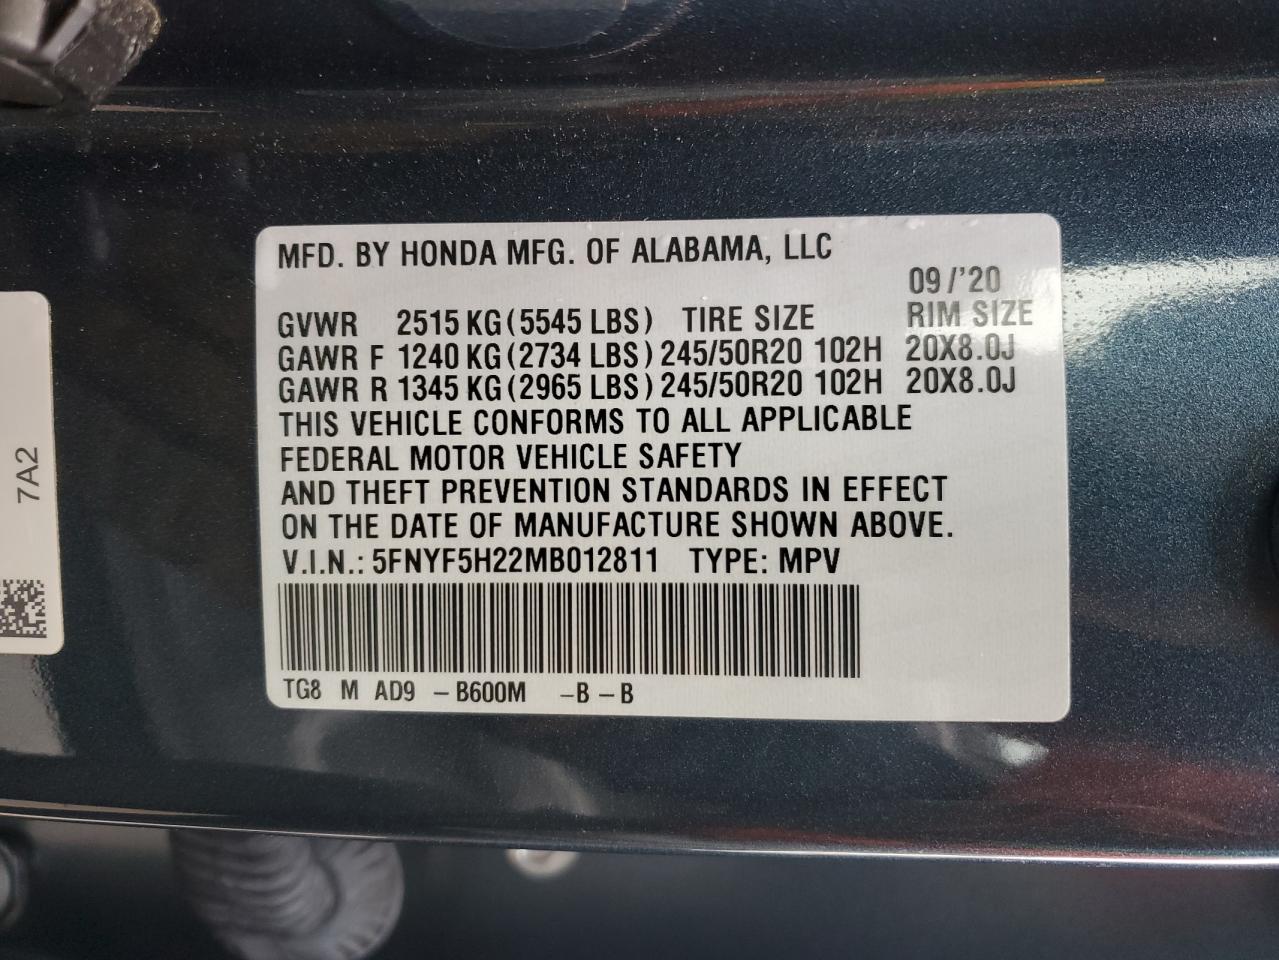 MFD. BY HONDA MFG. OF ALABAMA, LLC
09/'20
GVWR 2515 KG (5545 LBS) TIRE SIZE RIM SIZE
GAWR F 1240 KG (2734 LBS) 245/50R20 102H 20X8.0J
GAWR R 1345 KG (2965 LBS) 245/50R20 102H 20X8.0J
THIS VEHICLE CONFORMS TO ALL APPLICABLE
FEDERAL MOTOR VEHICLE SAFETY
AND THEFT PREVENTION STANDARDS IN EFFECT
ON THE DATE OF MANUFACTURE SHOWN ABOVE.
V.I.N.: 5FNYF5H22MB012811 TYPE: MPV
TG8 M AD9 – B600M –B – B
7A2